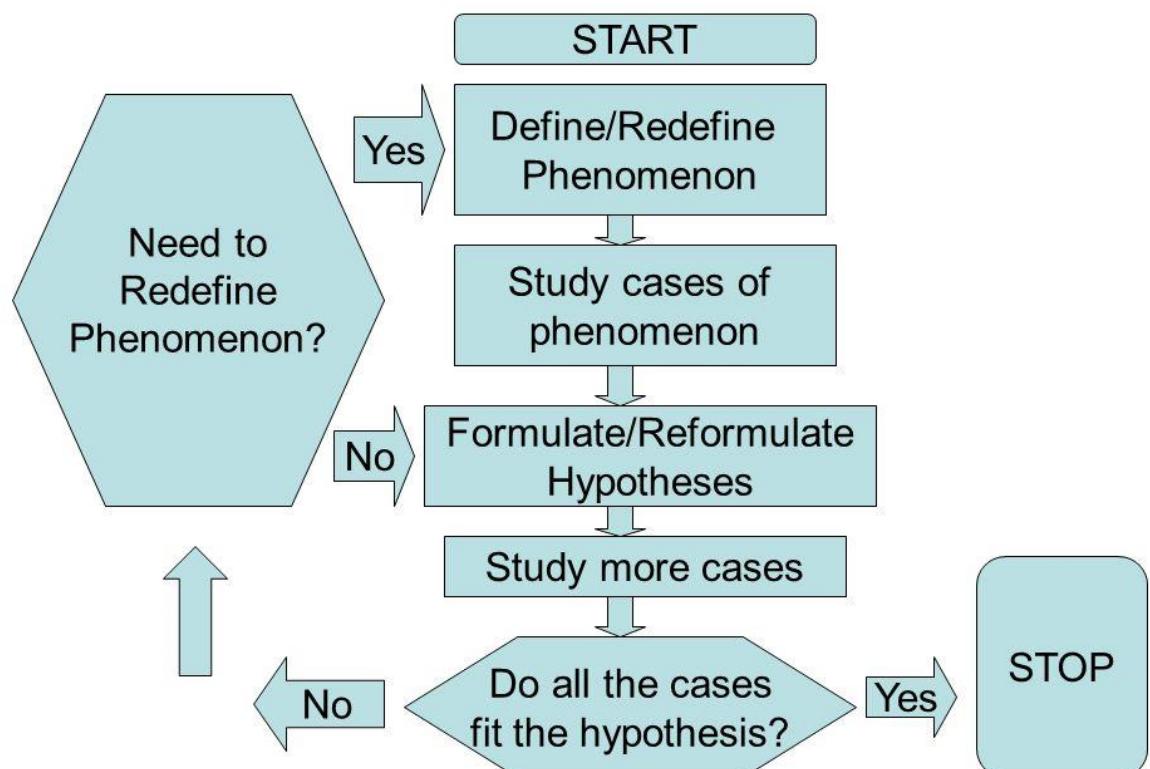 START
Define/Redefine
Phenomenon
Yes
Need to
Redefine
Phenomenon?
Study cases of
phenomenon
No
Formulate/Reformulate
Hypotheses
Study more cases
Do all the cases
fit the hypothesis?
No
Yes
STOP